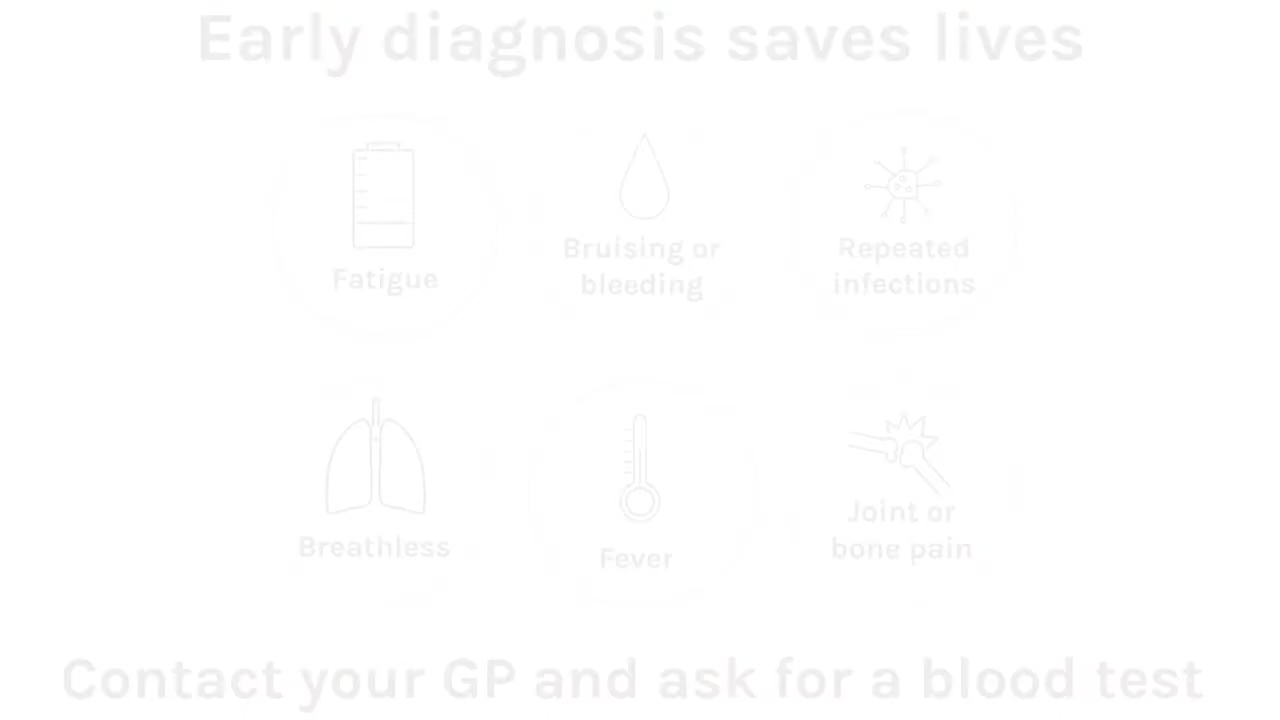 Early diagnosis saves lives
Fatigue
Bruising or
bleeding
Repeated
infections
Breathless
Fever
Joint or
bone pain
Contact your GP and ask for a blood test